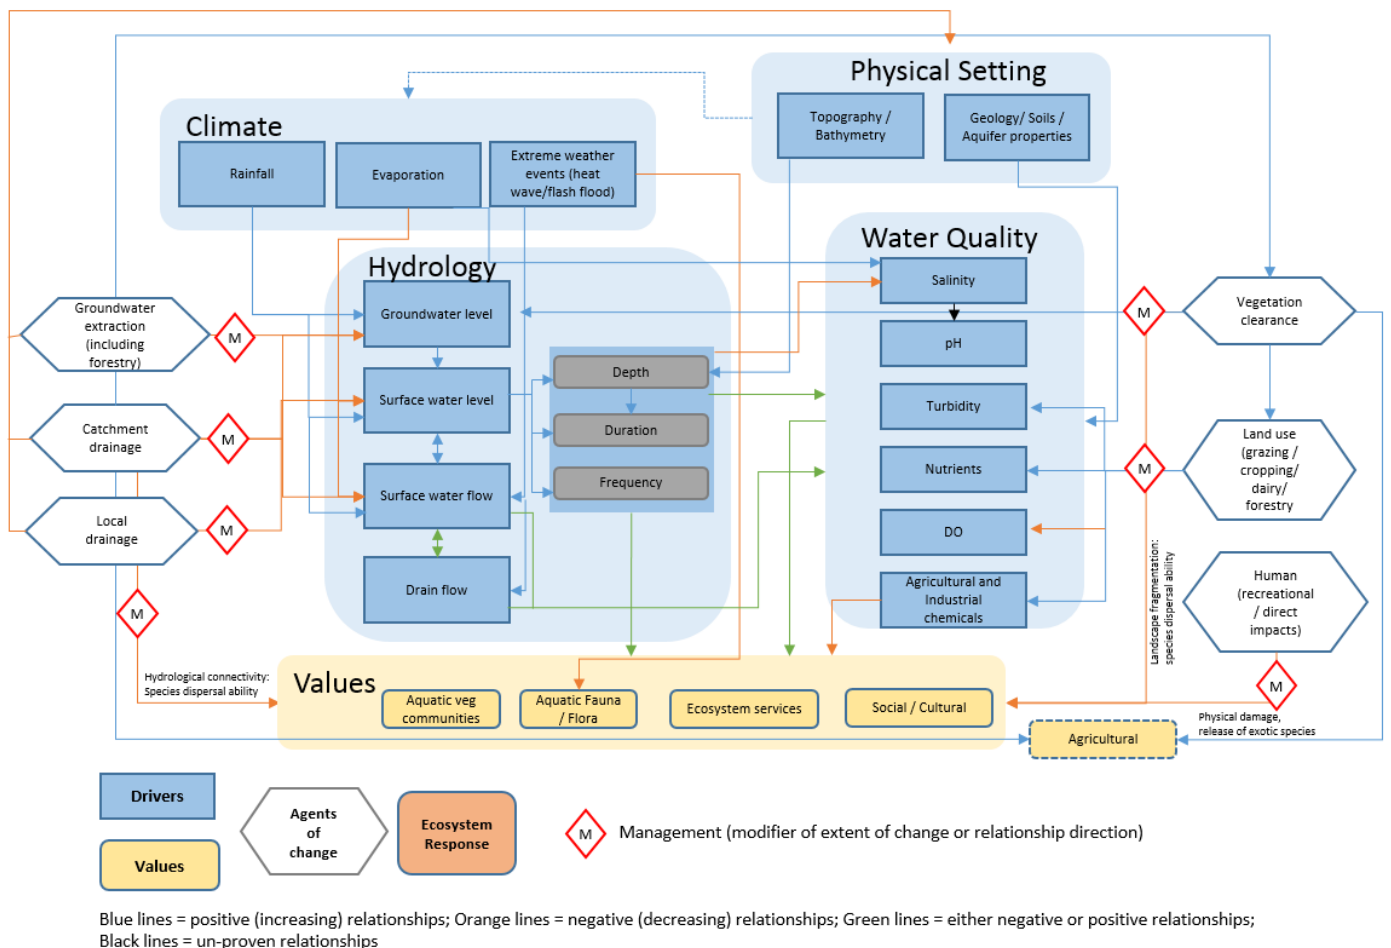 Physical Setting
Topography /
Bathymetry
Geology/ Soils /
Aquifer properties
Climate
Rainfall
Evaporation
Extreme weather
events (heat
wave/flash flood)
Water Quality
Salinity
pH
Turbidity
Nutrients
DO
Agricultural and
Industrial
chemicals
Hydrology
Groundwater level
Surface water level
Surface water flow
Drain flow
Depth
Duration
Frequency
Groundwater
extraction
(including
forestry)
M
Catchment
drainage
M
Local
drainage
M
M
Hydrological connectivity:
Species dispersal ability
M
Vegetation
clearance
M
Land use
(grazing /
cropping/
dairy/
forestry
Landscape fragmentation:
species dispersal ability
Human
(recreational
/ direct
impacts)
M
Physical damage,
release of exotic species
Values
Aquatic veg
communities
Aquatic Fauna
/ Flora
Ecosystem services
Social / Cultural
Agricultural
Drivers
Values
Agents
of
change
Ecosystem
Response
M
Management (modifier of extent of change or relationship direction)
Blue lines = positive (increasing) relationships; Orange lines = negative (decreasing) relationships; Green lines = either negative or positive relationships;
Black lines = un-proven relationships